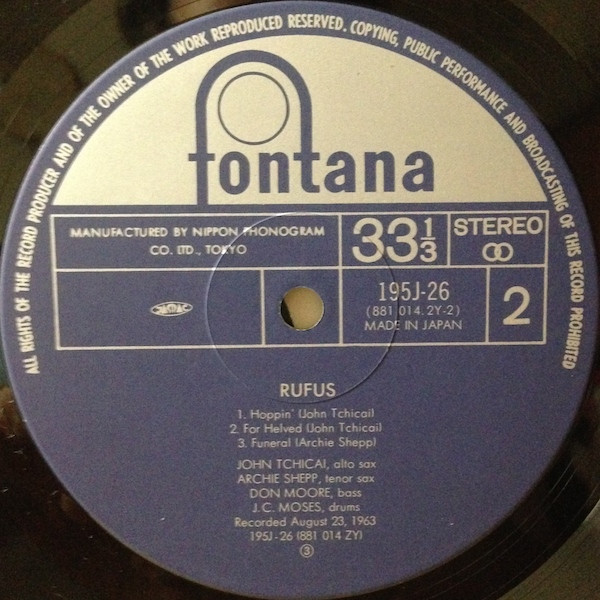 ALL RIGHTS OF THE RECORD PRODUCER AND OF THE OWNER OF THE WORK REPRODUCED RESERVED. COPYING, PUBLIC PERFORMANCE AND BROADCASTING OF THIS RECORD PROHIBITED
fontana
MANUFACTURED BY NIPPON PHONOGRAM
CO. LTD., TOKYO
33 1/3
STEREO
195J-26
(881 014. 2Y-2)
MADE IN JAPAN
2
RUFUS
1. Hoppin' (John Tchicai)
2. For Helved (John Tchicai)
3. Funeral (Archie Shepp)
JOHN TCHICAI, alto sax
ARCHIE SHEPP, tenor sax
DON MOORE, bass
J.C. MOSES, drums
Recorded August 23, 1963
195J-26 (881 014 ZY)
③